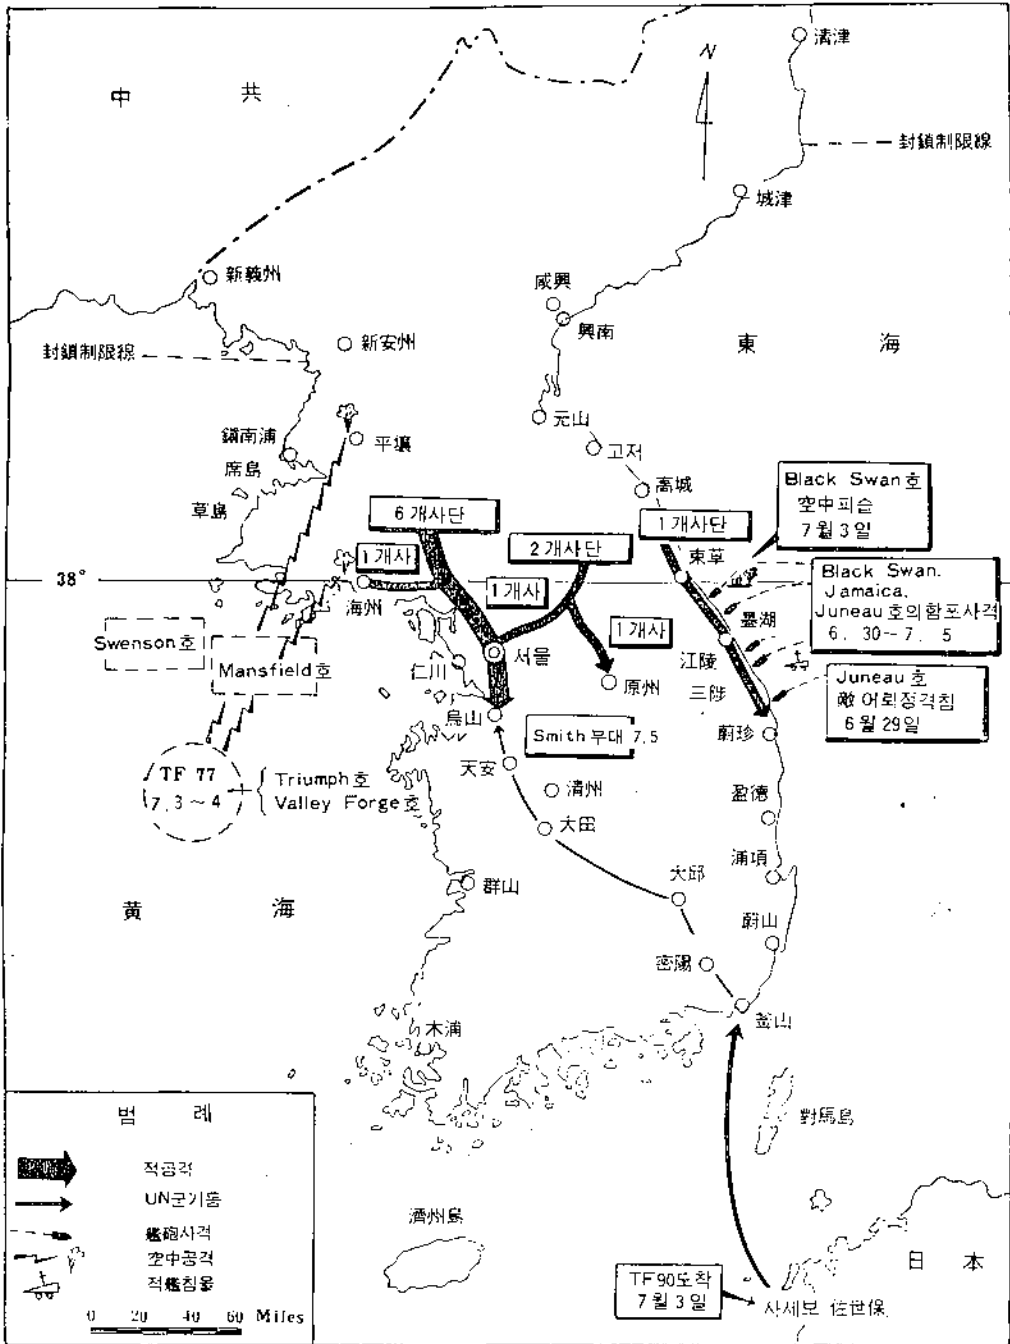 清津
N
中 共
封鎖制限線
城津
新義州
咸興
興南
新安州
東 海
封鎖制限線
元山
鎭南浦
平壤
고저
席島
高城
Black Swan호
空中피습
7월 3일
草島
6개사단
1개사단
2개사단
1개사
東草
38°
海州
1개사
Black Swan.
Jamaica.
Juneau호의함포사격
6. 30~7. 5
墨湖
Swenson호
1개사
江陵
Mansfield호
서울
仁川
原州
三陟
Juneau호
敵어뢰정격침
6월 29일
烏山
Smith부대 7.5
蔚珍
天安
TF 77
7. 3~4
Triumph호
Valley Forge호
淸州
盈德
大田
浦項
大邱
群山
黃 海
蔚山
密陽
釜山
木浦
범 례
對馬島
적공격
UN군기동
艦砲사격
濟州島
空中공격
日 本
적艦침몰
TF90도착
7월 3일
0 20 40 60 Miles
사세보 佐世保